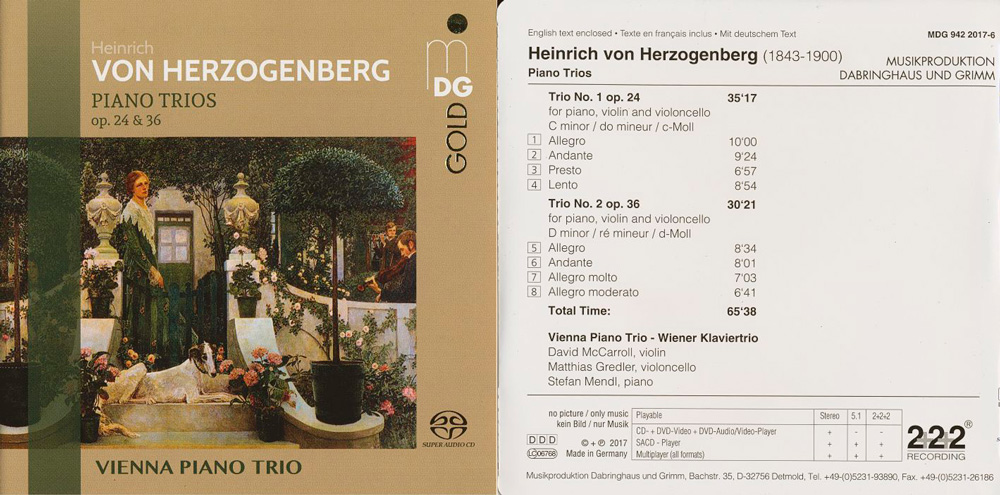 Heinrich
VON HERZOGENBERG
PIANO TRIOS
op. 24 & 36
mDG
GOLD
SUPER AUDIO CD
VIENNA PIANO TRIO
English text enclosed • Texte en français inclus • Mit deutschem Text
MDG 942 2017-6
Heinrich von Herzogenberg (1843-1900)
Piano Trios
MUSIKPRODUKTION
DABRINGHAUS UND GRIMM
Trio No. 1 op. 24 35'17
for piano, violin and violoncello
C minor / do mineur / c-Moll
1 Allegro 10'00
2 Andante 9'24
3 Presto 6'57
4 Lento 8'54
Trio No. 2 op. 36 30'21
for piano, violin and violoncello
D minor / ré mineur / d-Moll
5 Allegro 8'34
6 Andante 8'01
7 Allegro molto 7'03
8 Allegro moderato 6'41
Total Time: 65'38
Vienna Piano Trio - Wiener Klaviertrio
David McCarroll, violin
Matthias Gredler, violoncello
Stefan Mendl, piano
no picture / only music
kein Bild / nur Musik
Playable Stereo 5.1 2+2+2
CD- + DVD-Video + DVD-Audio/Video-Player + - -
SACD - Player + + +
Multiplayer (all formats) + + +
DDD
LC06768
© + ℗ 2017
Made in Germany
2+2+2®
RECORDING
Musikproduktion Dabringhaus und Grimm, Bachstr. 35, D-32756 Detmold, Tel. +49-(0)5231-93890, Fax. +49-(0)5231-26186